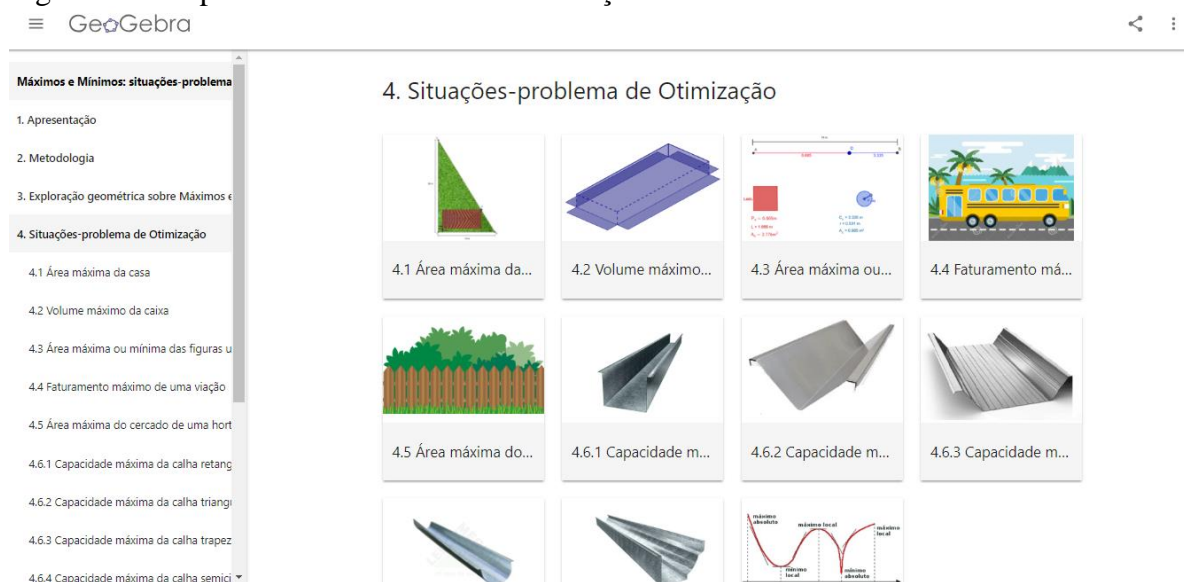 GeoGebra
Máximos e Mínimos: situações-problema
1. Apresentação
2. Metodologia
3. Exploração geométrica sobre Máximos e
4. Situações-problema de Otimização
4.1 Área máxima da casa
4.2 Volume máximo da caixa
4.3 Área máxima ou mínima das figuras u
4.4 Faturamento máximo de uma viação
4.5 Área máxima do cercado de uma hort
4.6.1 Capacidade máxima da calha retang
4.6.2 Capacidade máxima da calha triangu
4.6.3 Capacidade máxima da calha trapez
4.6.4 Capacidade máxima da calha semici
4. Situações-problema de Otimização
4.1 Área máxima da...
4.2 Volume máximo...
4.3 Área máxima ou...
4.4 Faturamento má...
4.5 Área máxima do...
4.6.1 Capacidade m...
4.6.2 Capacidade m...
4.6.3 Capacidade m...
máximo absoluto
máximo local
máximo local
mínimo local
mínimo absoluto